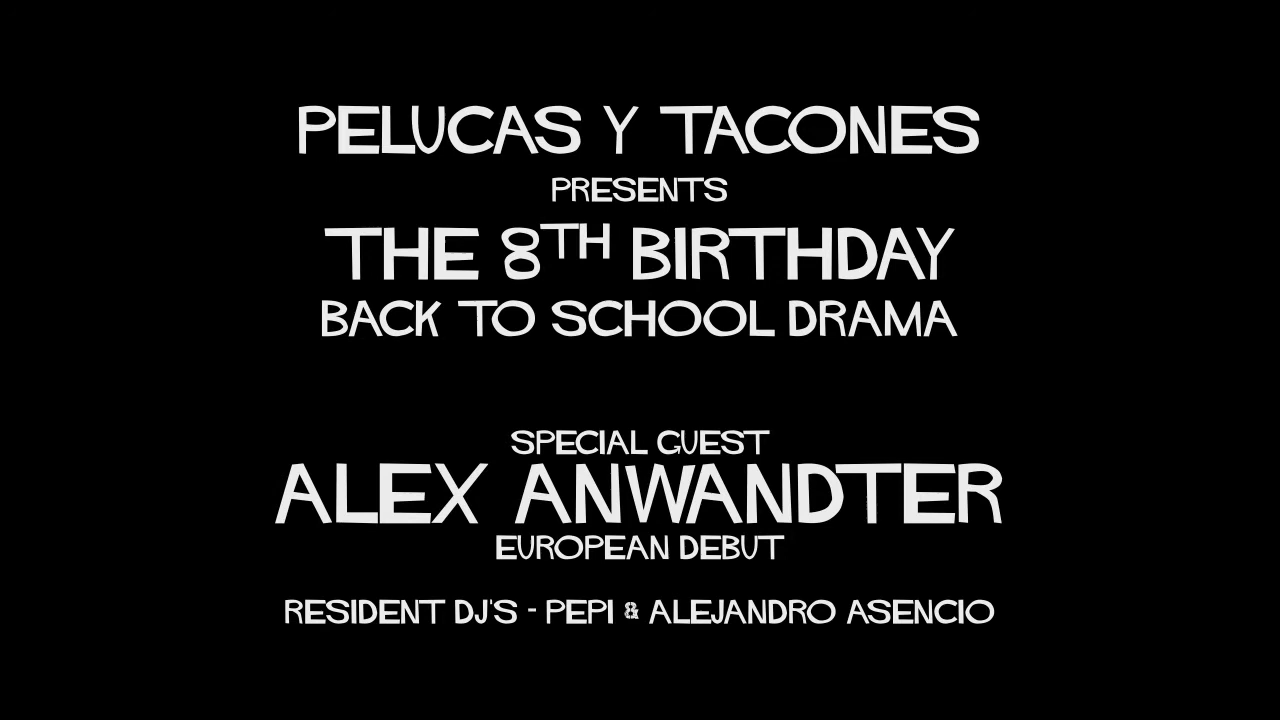 PELUCAS Y TACONES
PRESENTS
THE 8TH BIRTHDAY
BACK TO SCHOOL DRAMA
SPECIAL GUEST
ALEX ANWANDTER
EUROPEAN DEBUT
RESIDENT DJ'S - PEPI & ALEJANDRO ASENCIO